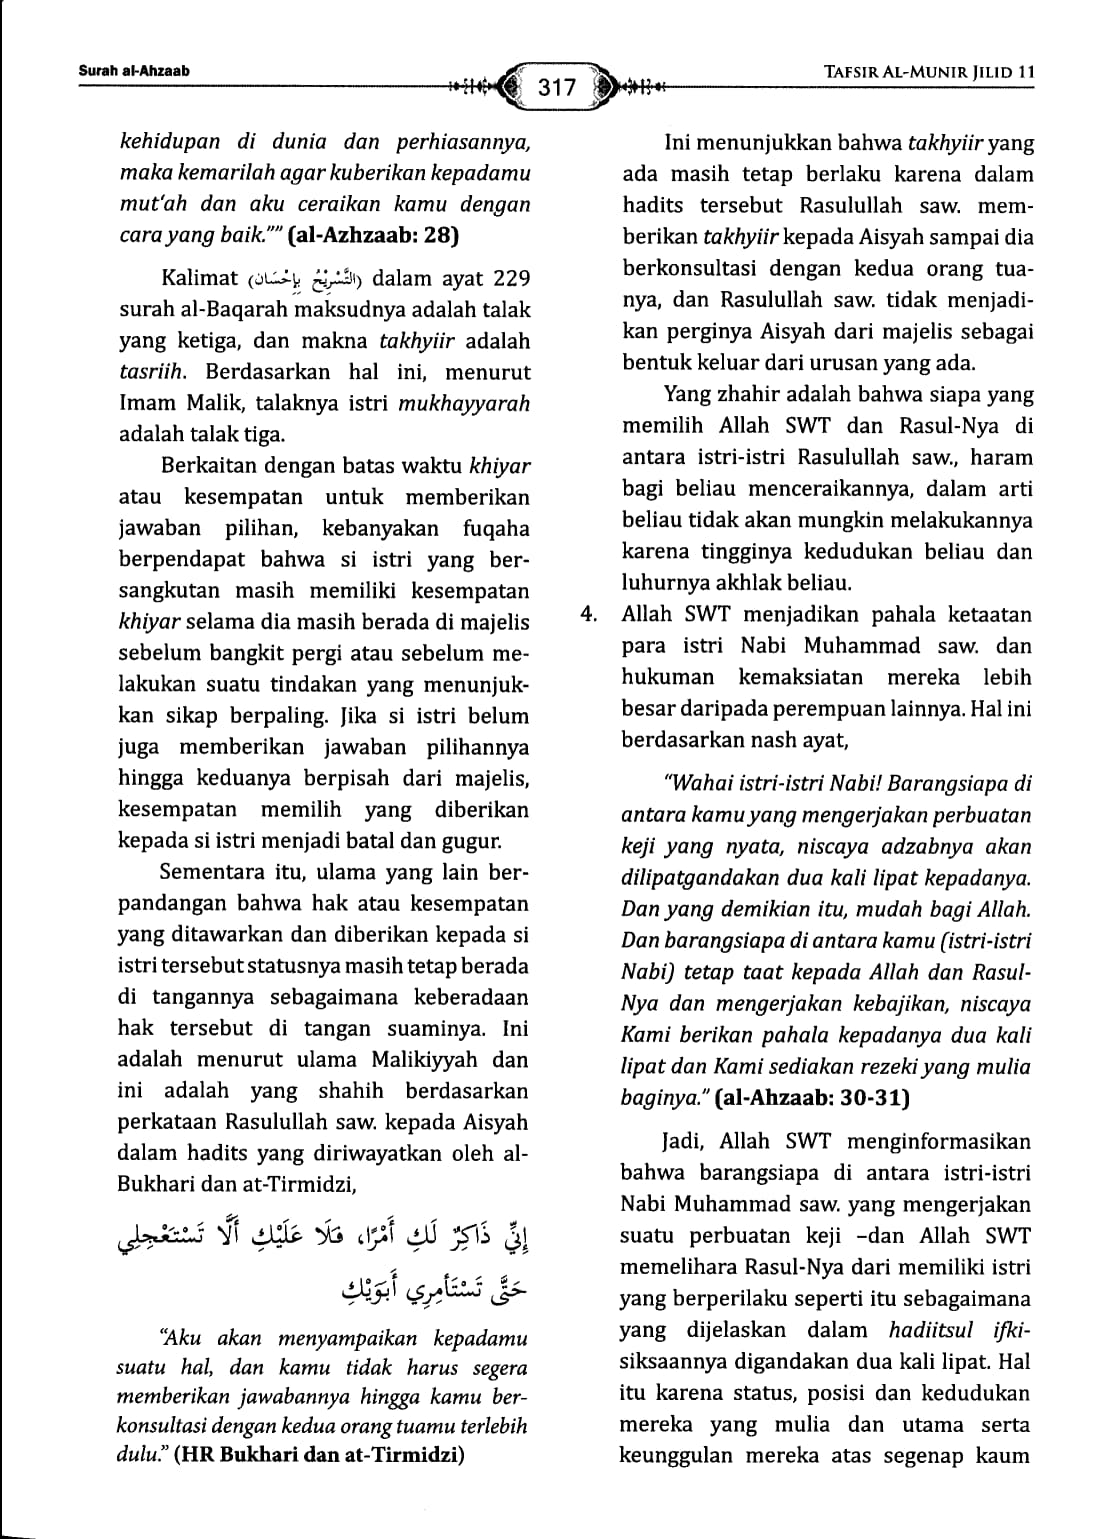 Surah al-Ahzaab
317
TAFSIR AL-MUNIR JILID 11
kehidupan di dunia dan perhiasannya,
maka kemarilah agar kuberikan kepadamu
mut‘ah dan aku ceraikan kamu dengan
cara yang baik.”” (al-Azhzaab: 28)
Kalimat (التَّسْرِيْحُ بِإِحْسَان) dalam ayat 229
surah al-Baqarah maksudnya adalah talak
yang ketiga, dan makna takhyiir adalah
tasriih. Berdasarkan hal ini, menurut
Imam Malik, talaknya istri mukhayyarah
adalah talak tiga.
Berkaitan dengan batas waktu khiyar
atau kesempatan untuk memberikan
jawaban pilihan, kebanyakan fuqaha
berpendapat bahwa si istri yang ber-
sangkutan masih memiliki kesempatan
khiyar selama dia masih berada di majelis
sebelum bangkit pergi atau sebelum me-
lakukan suatu tindakan yang menunjuk-
kan sikap berpaling. Jika si istri belum
juga memberikan jawaban pilihannya
hingga keduanya berpisah dari majelis,
kesempatan memilih yang diberikan
kepada si istri menjadi batal dan gugur.
Sementara itu, ulama yang lain ber-
pandangan bahwa hak atau kesempatan
yang ditawarkan dan diberikan kepada si
istri tersebut statusnya masih tetap berada
di tangannya sebagaimana keberadaan
hak tersebut di tangan suaminya. Ini
adalah menurut ulama Malikiyyah dan
ini adalah yang shahih berdasarkan
perkataan Rasulullah saw. kepada Aisyah
dalam hadits yang diriwayatkan oleh al-
Bukhari dan at-Tirmidzi,
إِنِّي ذَاكِرٌ لَكِ أَمْرًا، فَلَا عَلَيْكِ أَلَّا تَسْتَعْجِلِي
حَتَّى تَسْتَأْمِرِي أَبَوَيْكِ
“Aku akan menyampaikan kepadamu
suatu hal, dan kamu tidak harus segera
memberikan jawabannya hingga kamu ber-
konsultasi dengan kedua orang tuamu terlebih
dulu.” (HR Bukhari dan at-Tirmidzi)
Ini menunjukkan bahwa takhyiir yang
ada masih tetap berlaku karena dalam
hadits tersebut Rasulullah saw. mem-
berikan takhyiir kepada Aisyah sampai dia
berkonsultasi dengan kedua orang tua-
nya, dan Rasulullah saw. tidak menjadi-
kan perginya Aisyah dari majelis sebagai
bentuk keluar dari urusan yang ada.
Yang zhahir adalah bahwa siapa yang
memilih Allah SWT dan Rasul-Nya di
antara istri-istri Rasulullah saw., haram
bagi beliau menceraikannya, dalam arti
beliau tidak akan mungkin melakukannya
karena tingginya kedudukan beliau dan
luhurnya akhlak beliau.
4. Allah SWT menjadikan pahala ketaatan
para istri Nabi Muhammad saw. dan
hukuman kemaksiatan mereka lebih
besar daripada perempuan lainnya. Hal ini
berdasarkan nash ayat,
“Wahai istri-istri Nabi! Barangsiapa di
antara kamu yang mengerjakan perbuatan
keji yang nyata, niscaya adzabnya akan
dilipatgandakan dua kali lipat kepadanya.
Dan yang demikian itu, mudah bagi Allah.
Dan barangsiapa di antara kamu (istri-istri
Nabi) tetap taat kepada Allah dan Rasul-
Nya dan mengerjakan kebajikan, niscaya
Kami berikan pahala kepadanya dua kali
lipat dan Kami sediakan rezeki yang mulia
baginya.” (al-Ahzaab: 30-31)
Jadi, Allah SWT menginformasikan
bahwa barangsiapa di antara istri-istri
Nabi Muhammad saw. yang mengerjakan
suatu perbuatan keji –dan Allah SWT
memelihara Rasul-Nya dari memiliki istri
yang berperilaku seperti itu sebagaimana
yang dijelaskan dalam hadiitsul ifki-
siksaannya digandakan dua kali lipat. Hal
itu karena status, posisi dan kedudukan
mereka yang mulia dan utama serta
keunggulan mereka atas segenap kaum